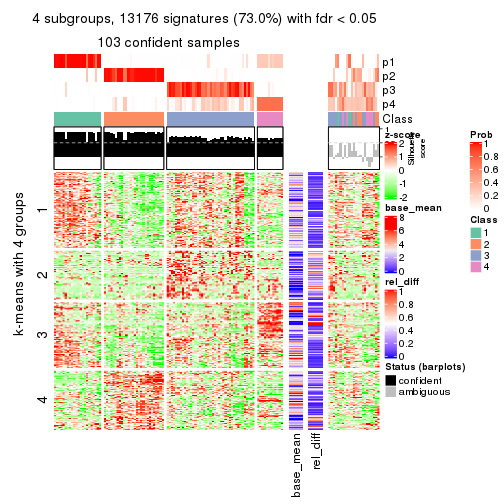 4 subgroups, 13176 signatures (73.0%) with fdr < 0.05
103 confident samples
p1
p2
p3
p4
Class
1
Silhouette
score
k-means with 4 groups
1
2
3
4
base_mean
rel_diff
z-score
2
1
0
-1
-2
base_mean
8
6
4
2
0
rel_diff
1
0.8
0.6
0.4
0.2
0
Status (barplots)
confident
ambiguous
Prob
1
0.8
0.6
0.4
0.2
0
Class
1
2
3
4